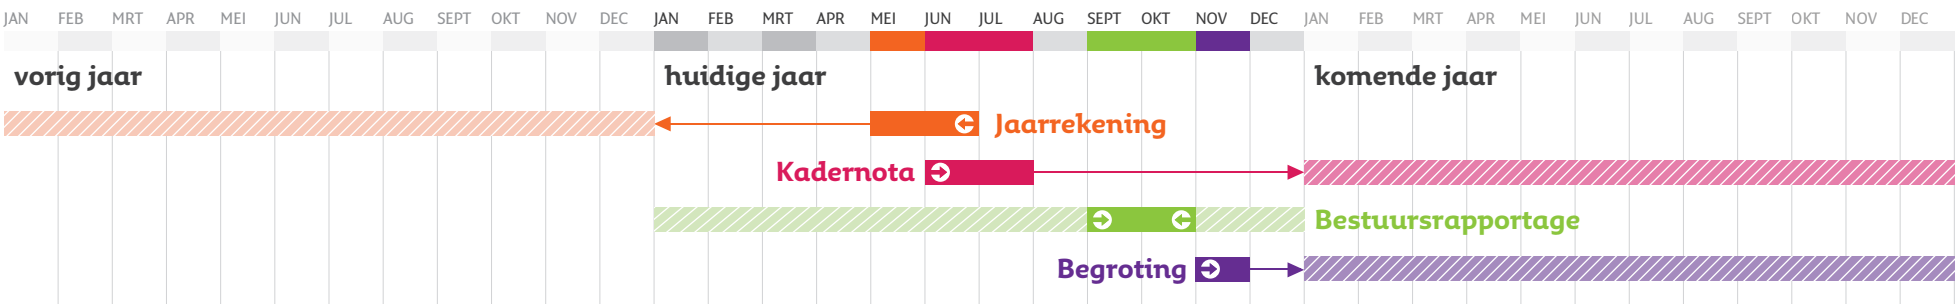 JAN FEB MRT APR MEI JUN JUL AUG SEPT OKT NOV DEC JAN FEB MRT APR MEI JUN JUL AUG SEPT OKT NOV DEC JAN FEB MRT APR MEI JUN JUL AUG SEPT OKT NOV DEC
vorig jaar huidige jaar komende jaar
Jaarrekening
Kadernota
Bestuursrapportage
Begroting